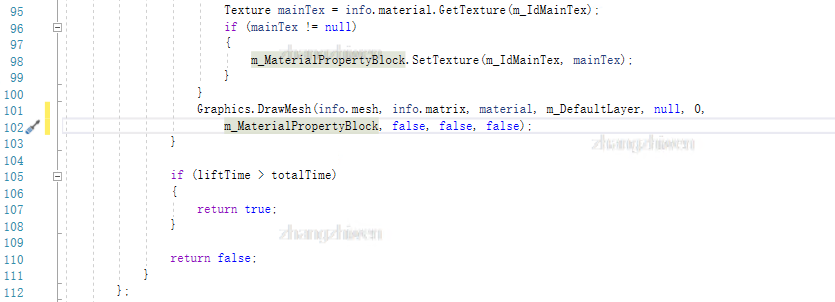 95 Texture mainTex = info.material.GetTexture(m_IdMainTex);
96 if (mainTex != null)
97 {
98 m_MaterialPropertyBlock.SetTexture(m_IdMainTex, mainTex);
99 }
100 }
101 Graphics.DrawMesh(info.mesh, info.matrix, material, m_DefaultLayer, null, 0,
102 m_MaterialPropertyBlock, false, false, false);
103 }
zhangzhiwen
104
105 if (liftTime > totalTime)
106 {
107 return true;
108 }
zhangzhiwen
109
110 return false;
111 }
112 };